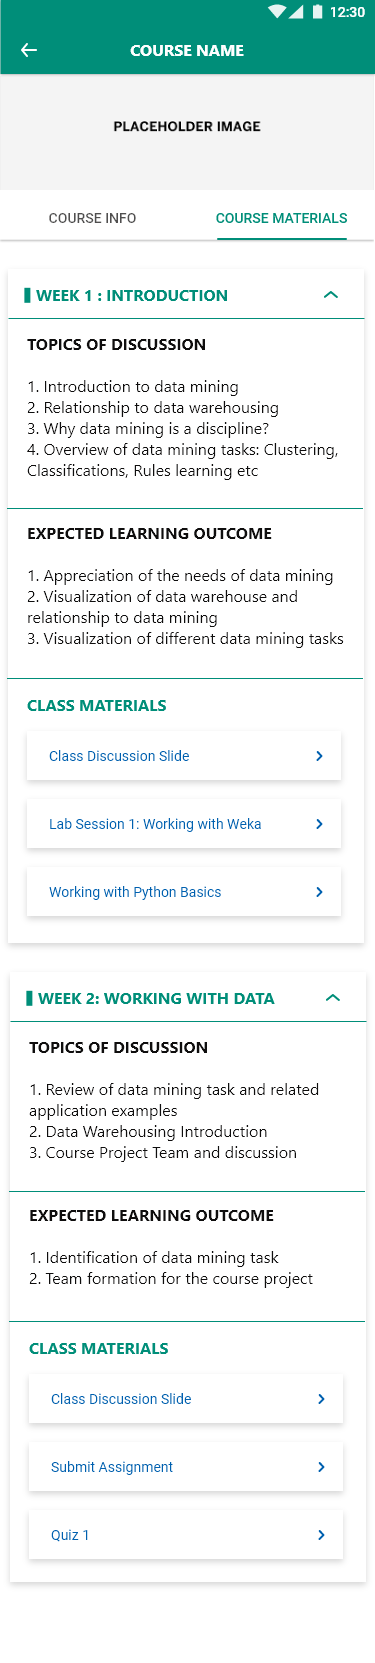 12:30
COURSE NAME
PLACEHOLDER IMAGE
COURSE INFO
COURSE MATERIALS
WEEK 1 : INTRODUCTION
TOPICS OF DISCUSSION
1. Introduction to data mining
2. Relationship to data warehousing
3. Why data mining is a discipline?
4. Overview of data mining tasks: Clustering,
Classifications, Rules learning etc
EXPECTED LEARNING OUTCOME
1. Appreciation of the needs of data mining
2. Visualization of data warehouse and
relationship to data mining
3. Visualization of different data mining tasks
CLASS MATERIALS
Class Discussion Slide
Lab Session 1: Working with Weka
Working with Python Basics
WEEK 2: WORKING WITH DATA
TOPICS OF DISCUSSION
1. Review of data mining task and related
application examples
2. Data Warehousing Introduction
3. Course Project Team and discussion
EXPECTED LEARNING OUTCOME
1. Identification of data mining task
2. Team formation for the course project
CLASS MATERIALS
Class Discussion Slide
Submit Assignment
Quiz 1